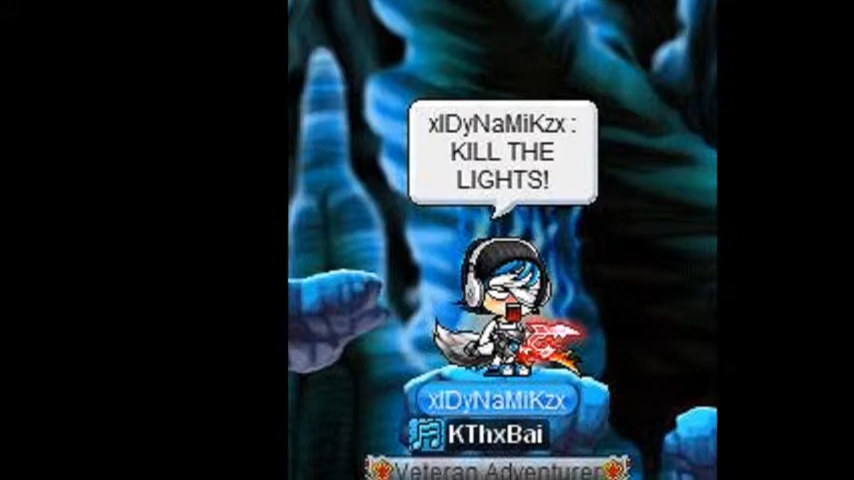 xIDyNaMiKzx :
KILL THE
LIGHTS!
xIDyNaMiKzx
KThxBai
Veteran Adventurer